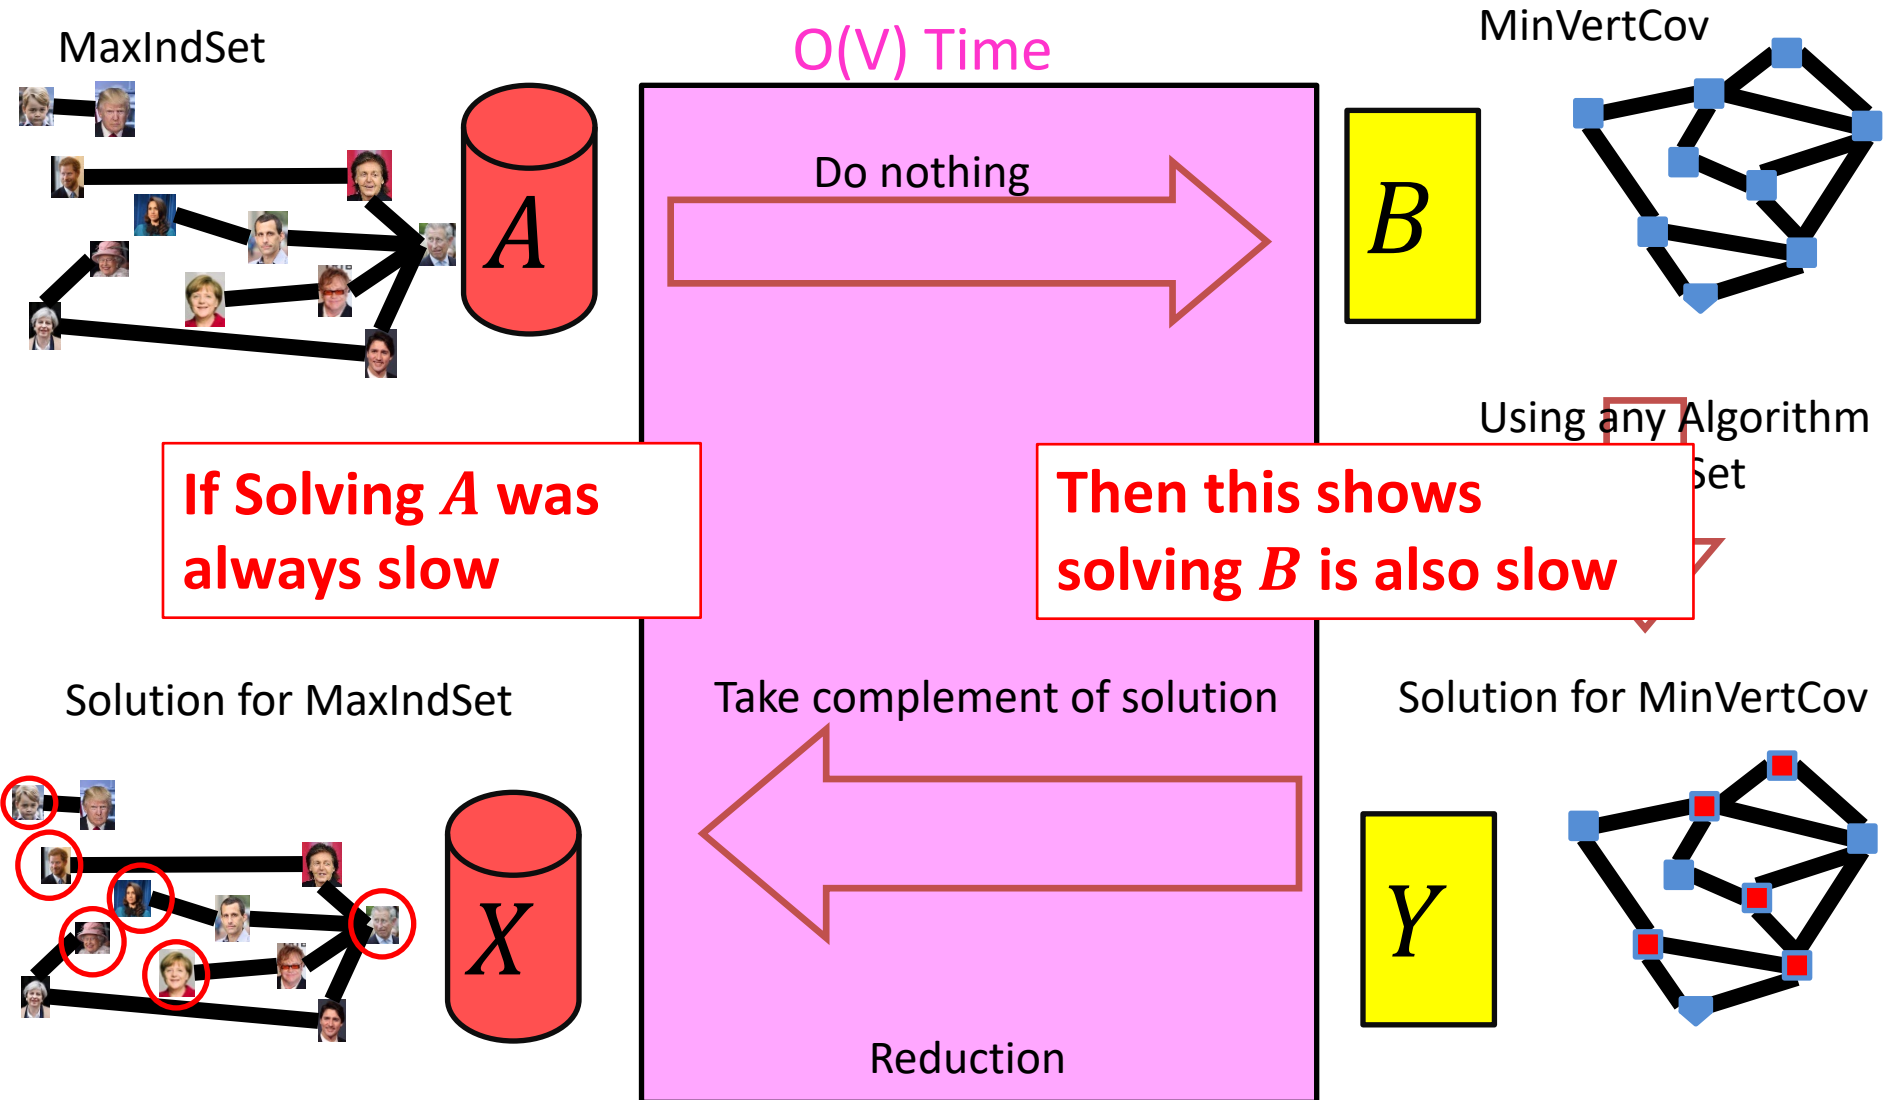 MaxIndSet
O(V) Time
MinVertCov
A
Do nothing
B
Using any Algorithm
Set
If Solving A was
always slow
Then this shows
solving B is also slow
Solution for MaxIndSet
Take complement of solution
Solution for MinVertCov
X
Y
Reduction